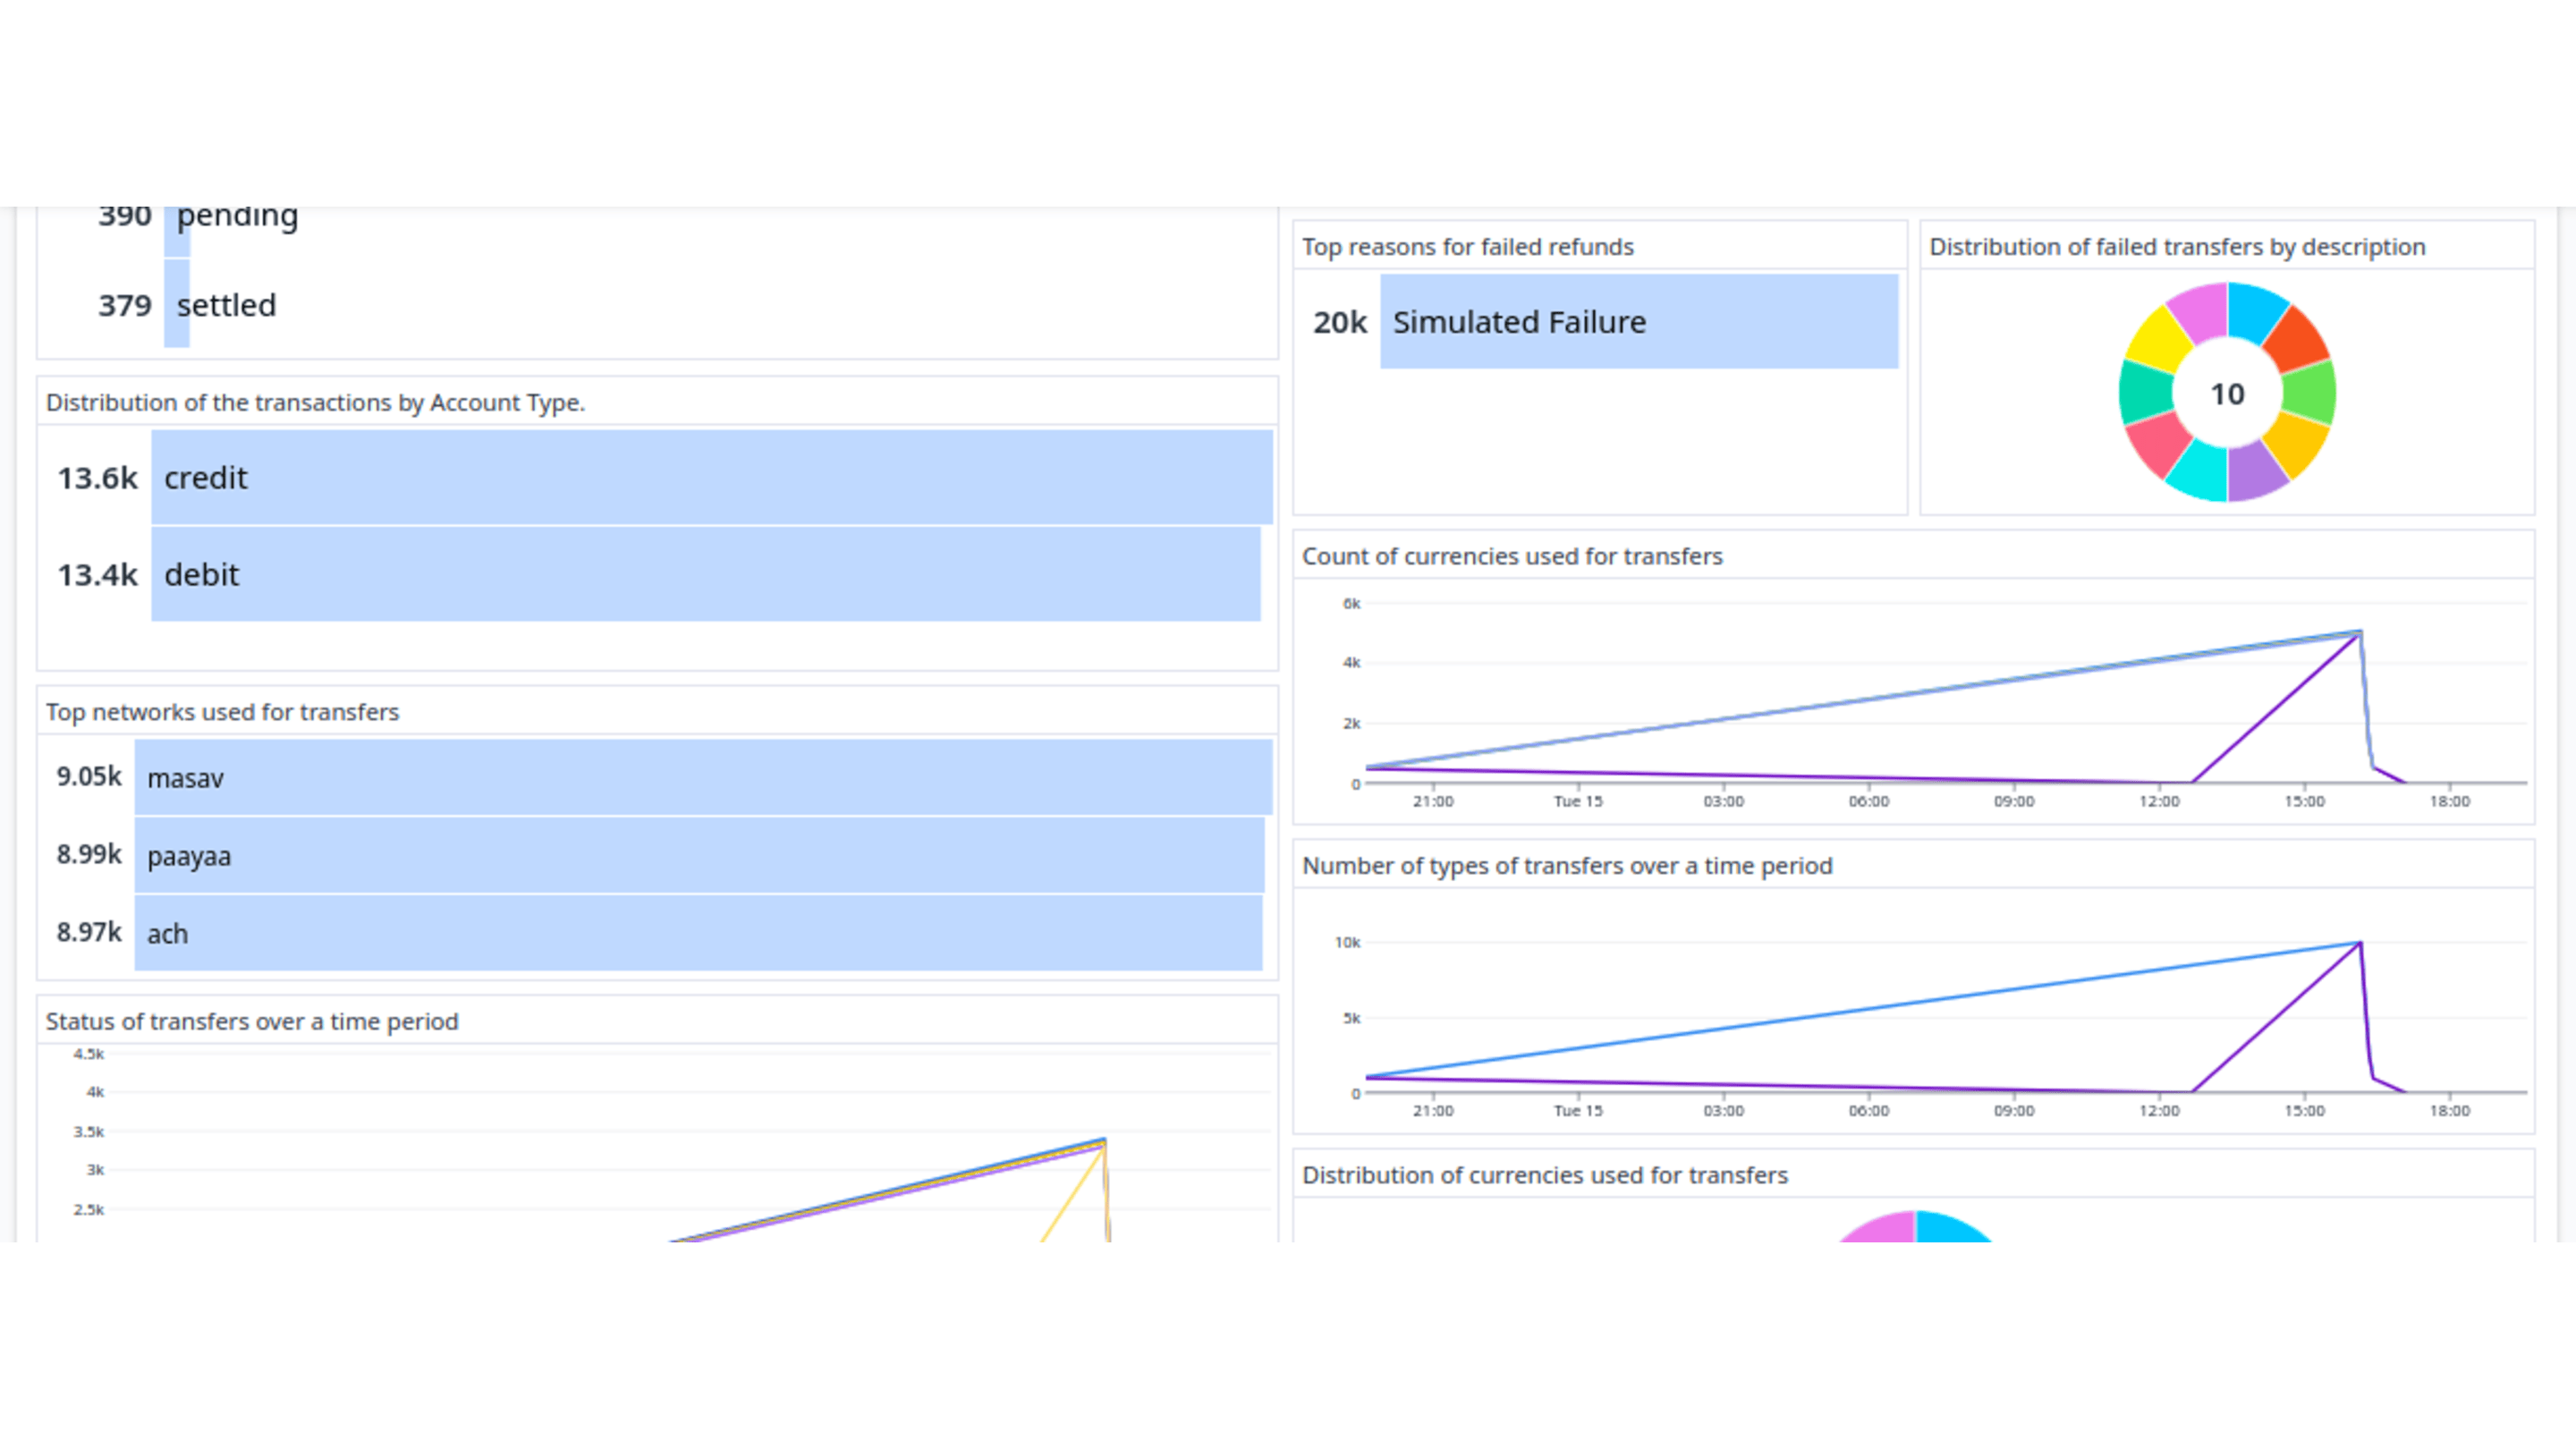 390 pending
379 settled
Distribution of the transactions by Account Type.
13.6k credit
13.4k debit
Top networks used for transfers
9.05k masav
8.99k paayaa
8.97k ach
Status of transfers over a time period
4.5k
4k
3.5k
3k
2.5k
Top reasons for failed refunds
20k Simulated Failure
Distribution of failed transfers by description
10
Count of currencies used for transfers
6k
4k
2k
0
21:00 Tue 15 03:00 06:00 09:00 12:00 15:00 18:00
Number of types of transfers over a time period
10k
5k
0
21:00 Tue 15 03:00 06:00 09:00 12:00 15:00 18:00
Distribution of currencies used for transfers